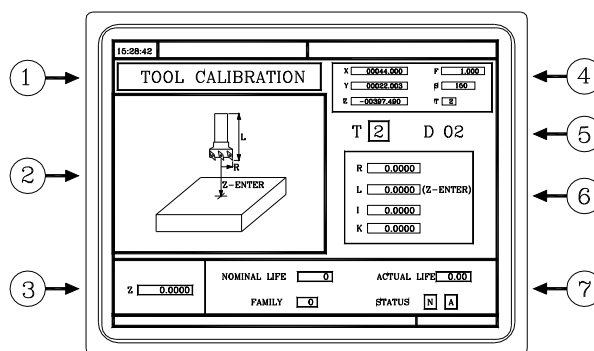 15:28:42
1
TOOL CALIBRATION
X 00044.000 F 1.000
Y 00022.003 S 150
Z -00397.490 T 2
4
T 2 D 02
5
2
L
R
Z-ENTER
R 0.0000
L 0.0000 (Z-ENTER)
I 0.0000
K 0.0000
6
3
Z 0.0000
NOMINAL LIFE 0 ACTUAL LIFE 0.00
FAMILY 0 STATUS N A
7